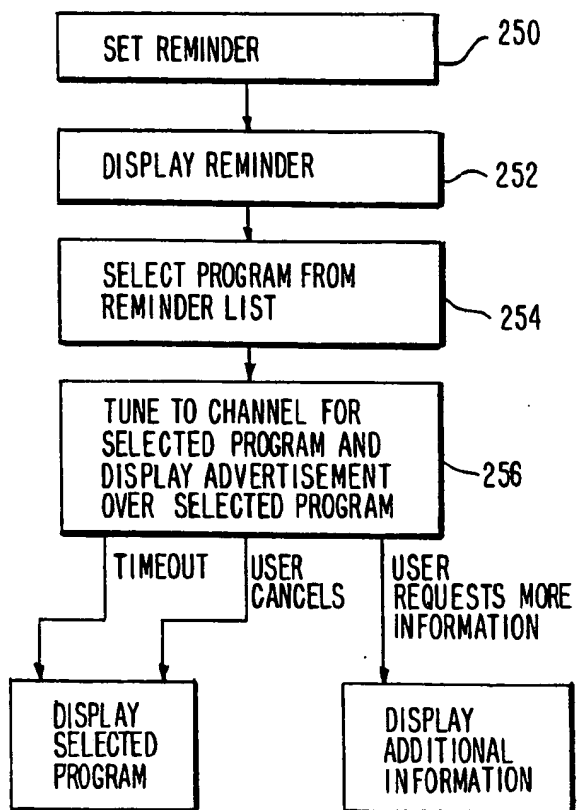 SET REMINDER
250
DISPLAY REMINDER
252
SELECT PROGRAM FROM
REMINDER LIST
254
TUNE TO CHANNEL FOR
SELECTED PROGRAM AND
DISPLAY ADVERTISEMENT
OVER SELECTED PROGRAM
256
TIMEOUT
USER
CANCELS
USER
REQUESTS MORE
INFORMATION
DISPLAY
SELECTED
PROGRAM
DISPLAY
ADDITIONAL
INFORMATION